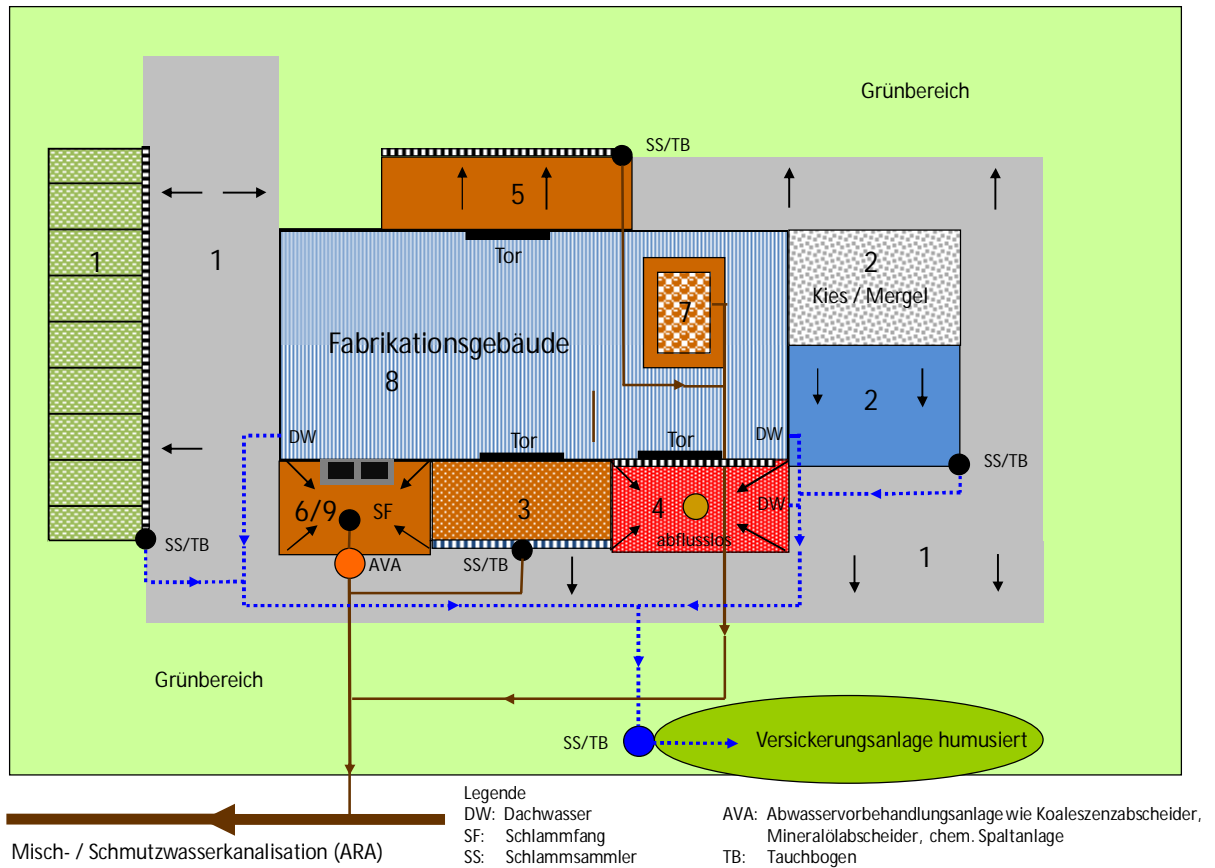 Grünbereich
SS/TB
5
Tor
1
1
2
Kies / Mergel
7
Fabrikationsgebäude
8
2
DW
Tor
Tor
DW
SS/TB
6/9
SF
3
4
DW
abflusslos
SS/TB
AVA
SS/TB
1
Grünbereich
SS/TB
Versickerungsanlage humusiert
Misch- / Schmutzwasserkanalisation (ARA)
Legende
DW: Dachwasser
SF: Schlammfang
SS: Schlammsammler
AVA: Abwasservorbehandlungsanlage wie Koaleszenzabscheider,
Mineralölabscheider, chem. Spaltanlage
TB: Tauchbogen